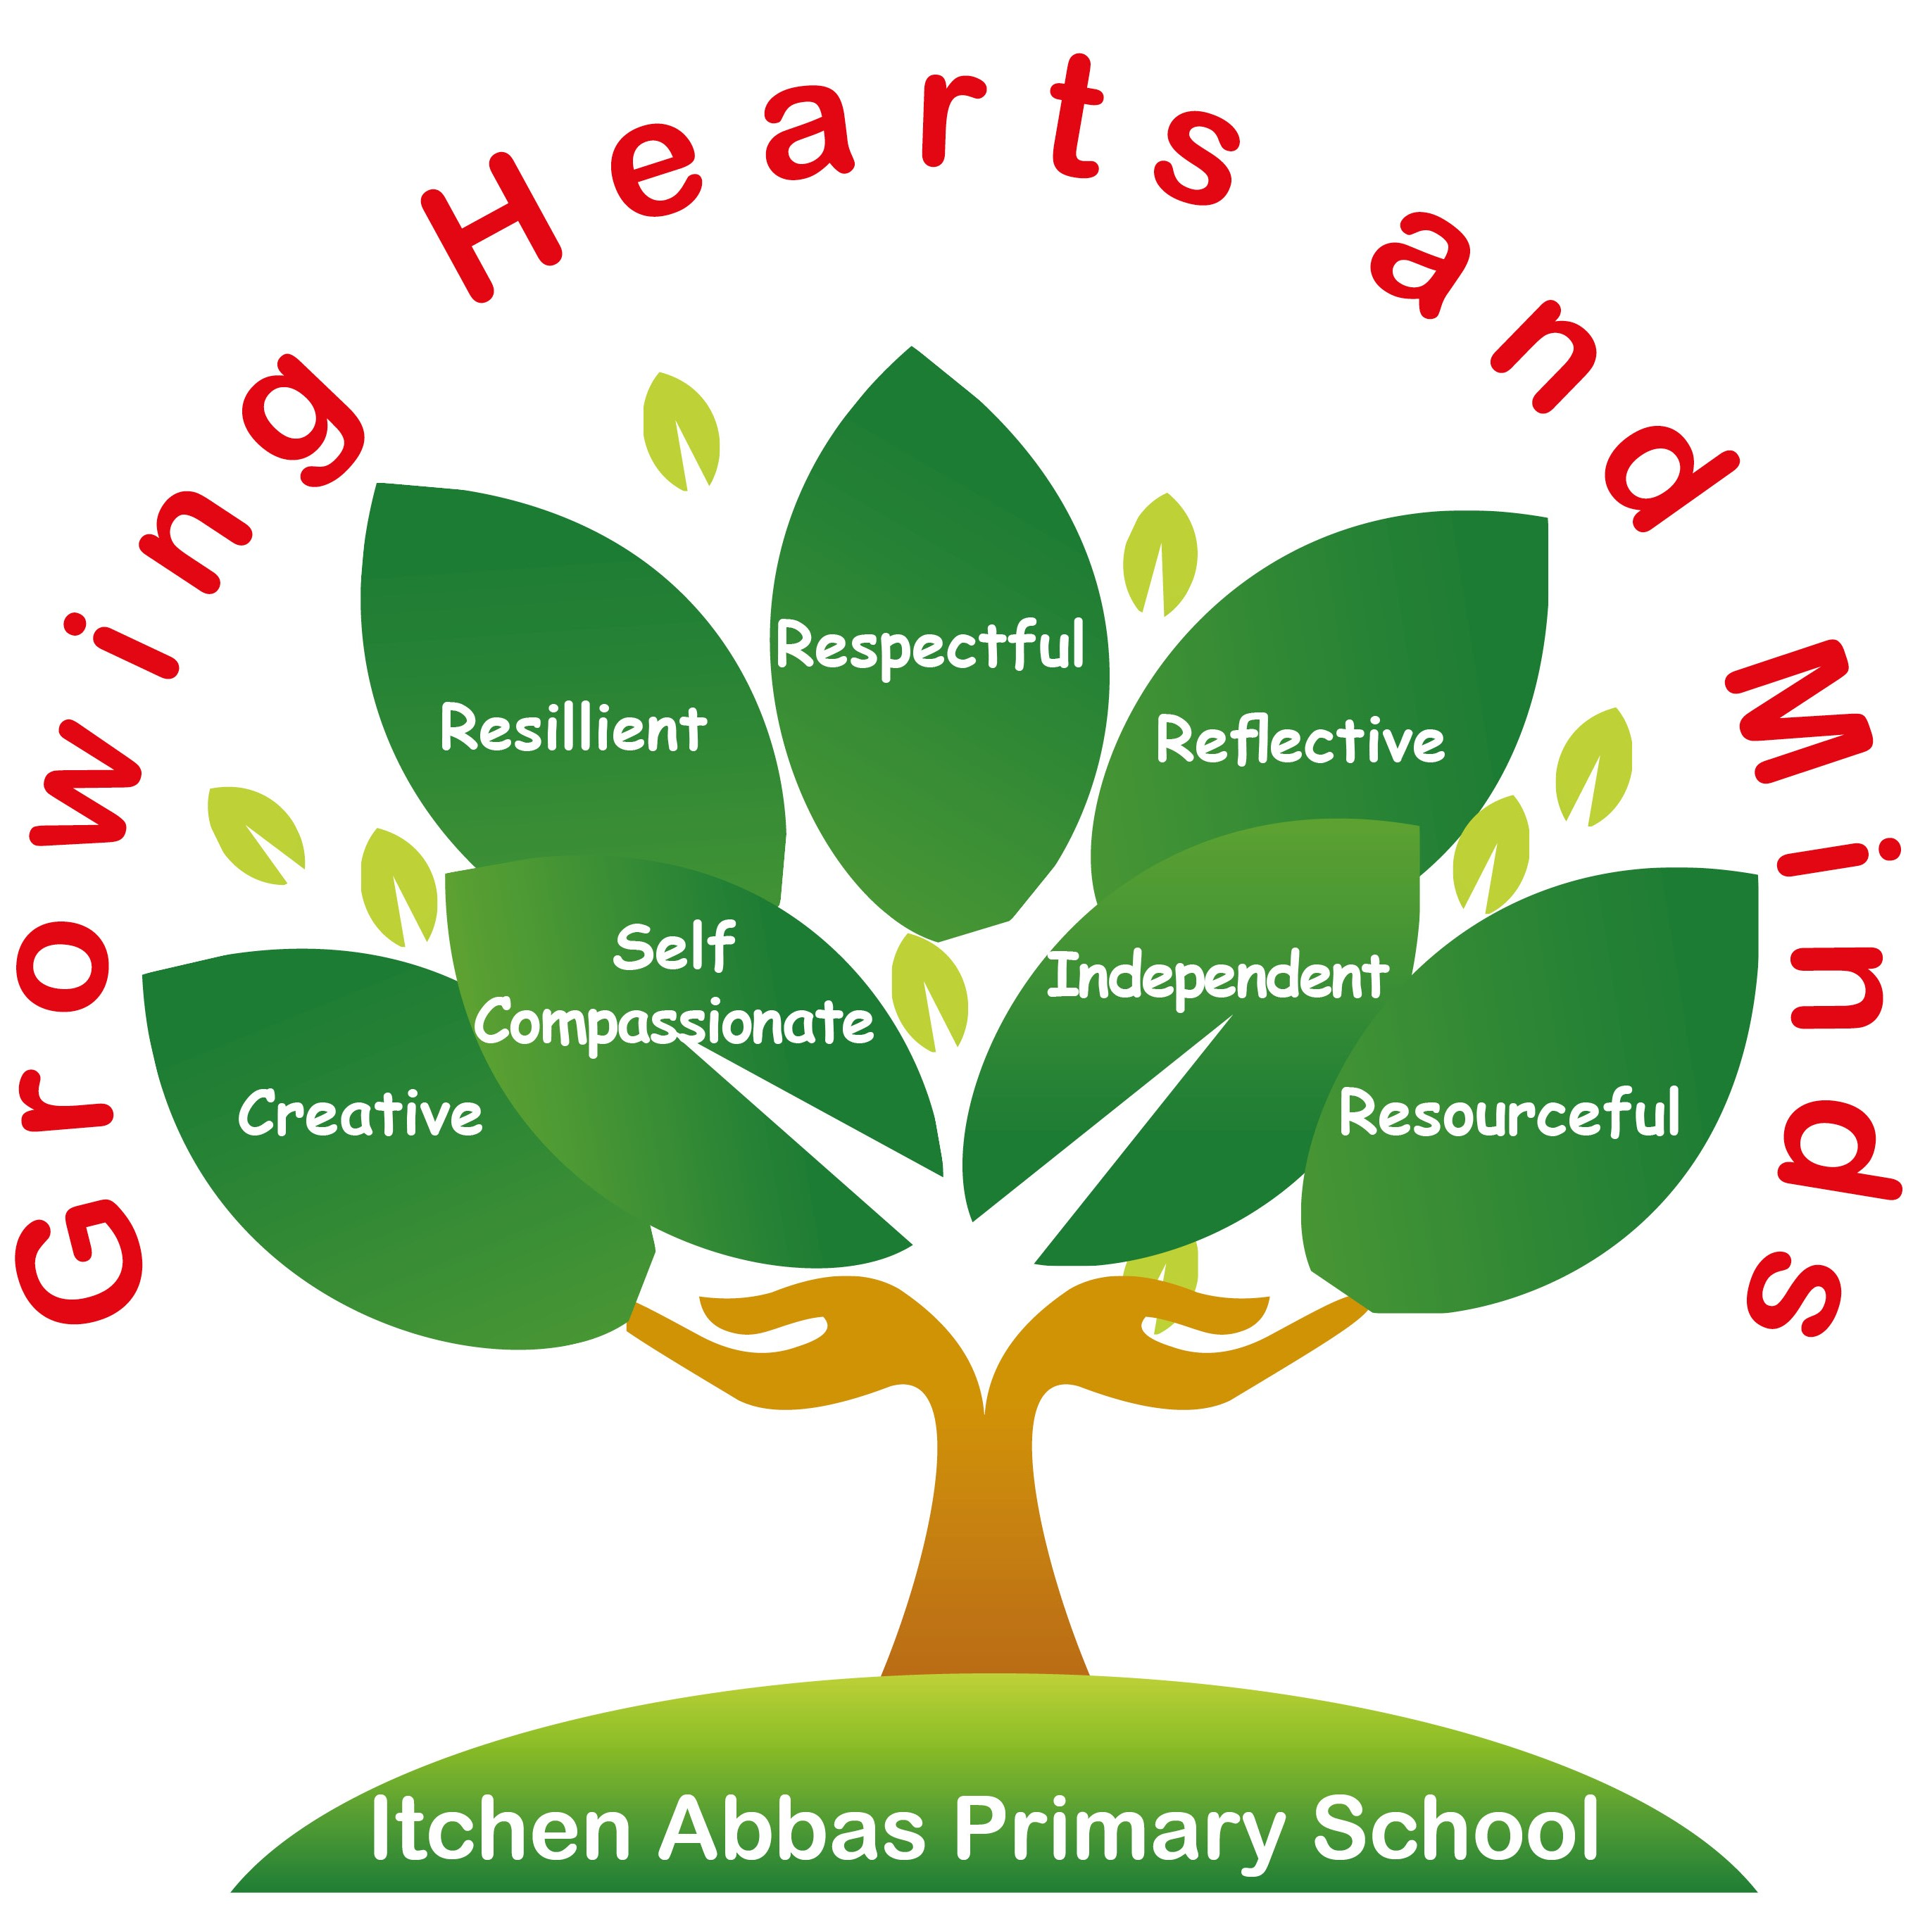 Growing Hearts and Minds
Respectful
Resillient
Reflective
Self
Compassionate
Independent
Creative
Resourceful
Itchen Abbas Primary School